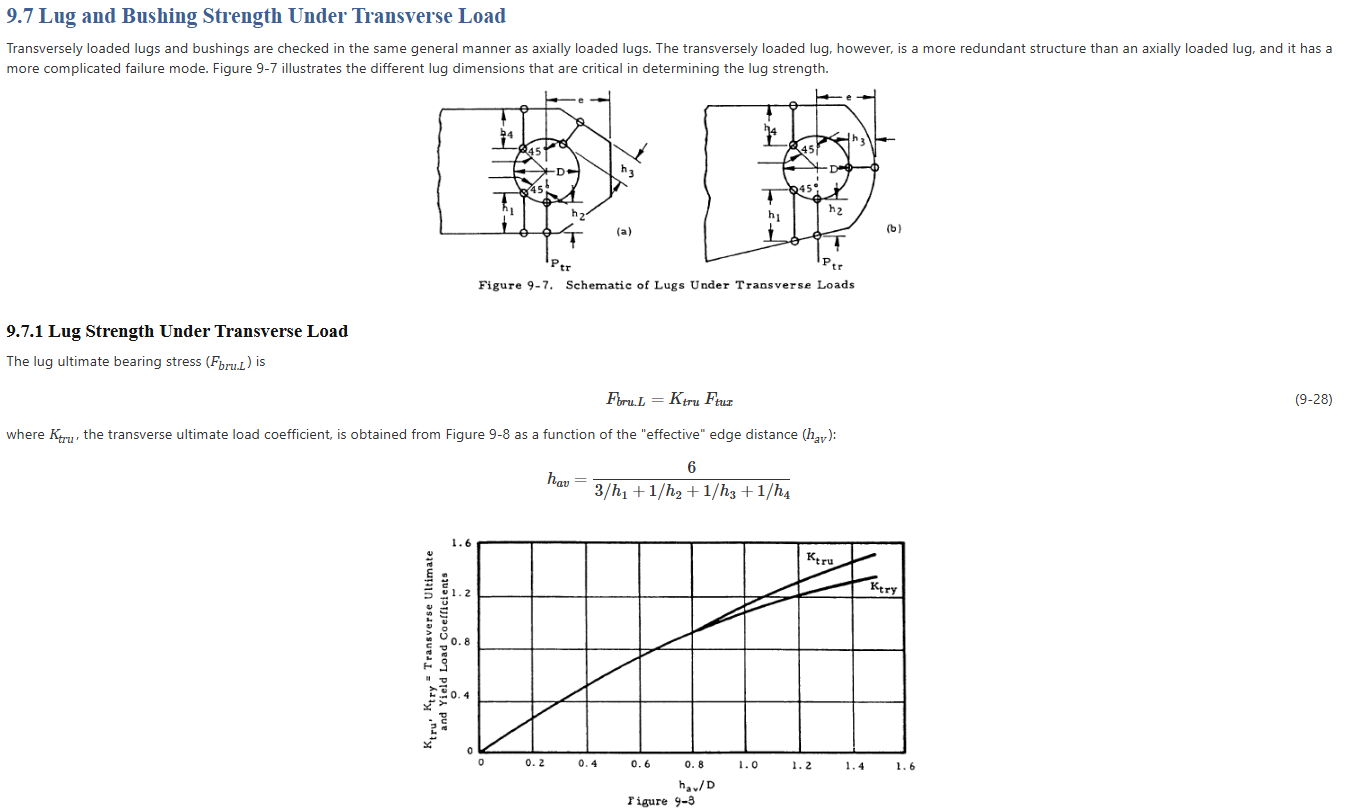 9.7 Lug and Bushing Strength Under Transverse Load
Transversely loaded lugs and bushings are checked in the same general manner as axially loaded lugs. The transversely loaded lug, however, is a more redundant structure than an axially loaded lug, and it has a
more complicated failure mode. Figure 9-7 illustrates the different lug dimensions that are critical in determining the lug strength.
e
h4
45°
D
h3
45°
h1
h2
(a)
Ptr
e
h4
h3
45°
D
45°
h1
h2
(b)
Ptr
Figure 9-7. Schematic of Lugs Under Transverse Loads
9.7.1 Lug Strength Under Transverse Load
The lug ultimate bearing stress (Fbru.L) is
Fbru.L = Ktru Ftux (9-28)
where Ktru, the transverse ultimate load coefficient, is obtained from Figure 9-8 as a function of the "effective" edge distance (hav):
hav = 6 / (3/h1 + 1/h2 + 1/h3 + 1/h4)
Ktru, Ktry = Transverse Ultimate
and Yield Load Coefficients
1.6
1.2
0.8
0.4
0
Ktru
Ktry
0 0.2 0.4 0.6 0.8 1.0 1.2 1.4 1.6
hav/D
Figure 9-8